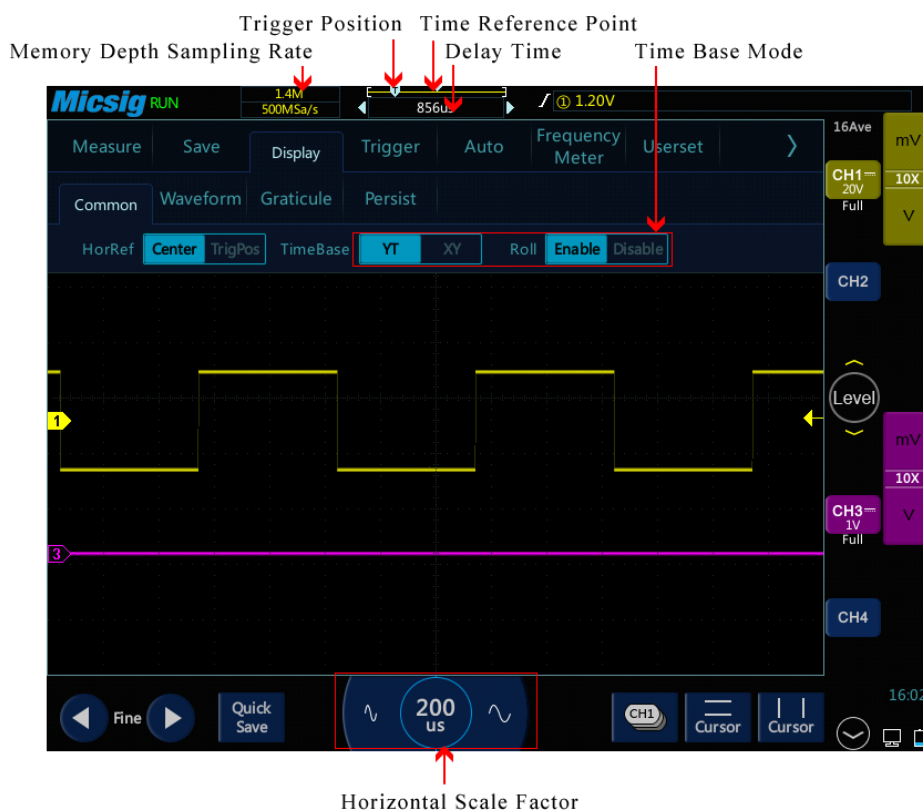 Trigger Position Time Reference Point
Memory Depth Sampling Rate Delay Time Time Base Mode
Micsig RUN 1.4M 500MSa/s 856us ① 1.20V
16Ave
Measure Save Display Trigger Auto Frequency Meter Userset
mV
CH1 20V Full
10X
V
Common Waveform Graticule Persist
HorRef Center TrigPos TimeBase YT XY Roll Enable Disable
CH2
Level
1
mV
10X
CH3 1V Full
V
3
CH4
Fine Quick Save 200 us CH1 Cursor Cursor
16:02
Horizontal Scale Factor